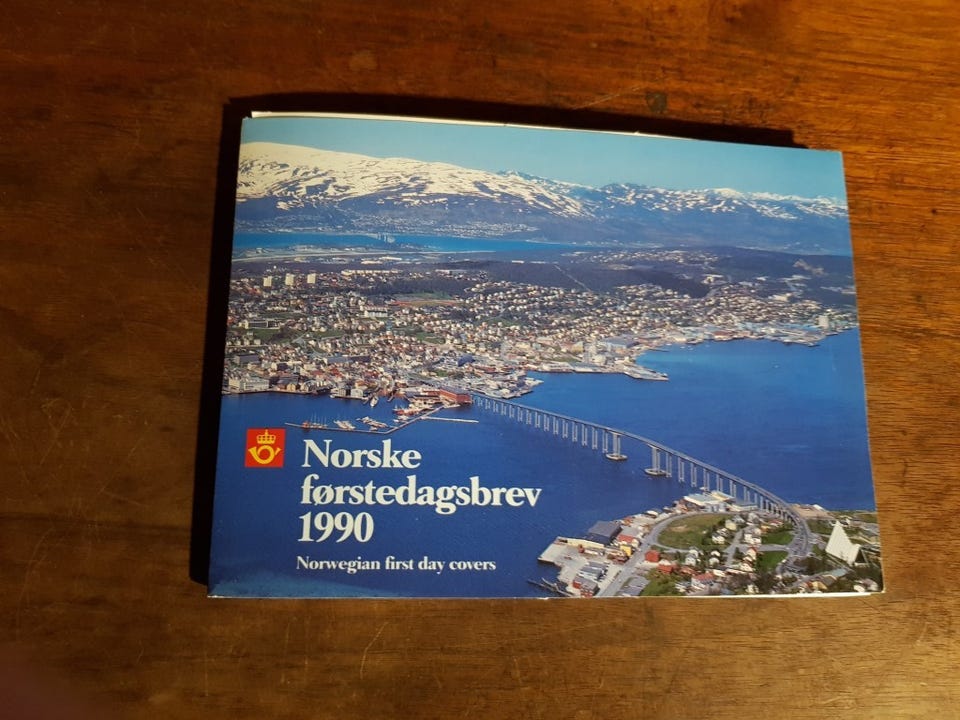 Norske
førstedagsbrev
1990
Norwegian first day covers